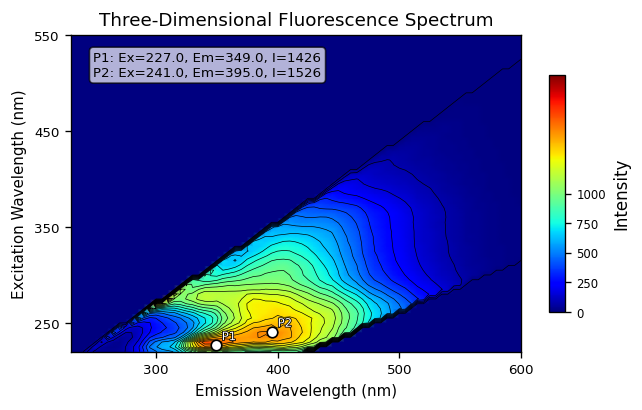 Three-Dimensional Fluorescence Spectrum
P1: Ex=227.0, Em=349.0, I=1426
P2: Ex=241.0, Em=395.0, I=1526
550
450
350
250
Excitation Wavelength (nm)
P1
P2
300
400
500
600
Emission Wavelength (nm)
1000
750
500
250
0
Intensity